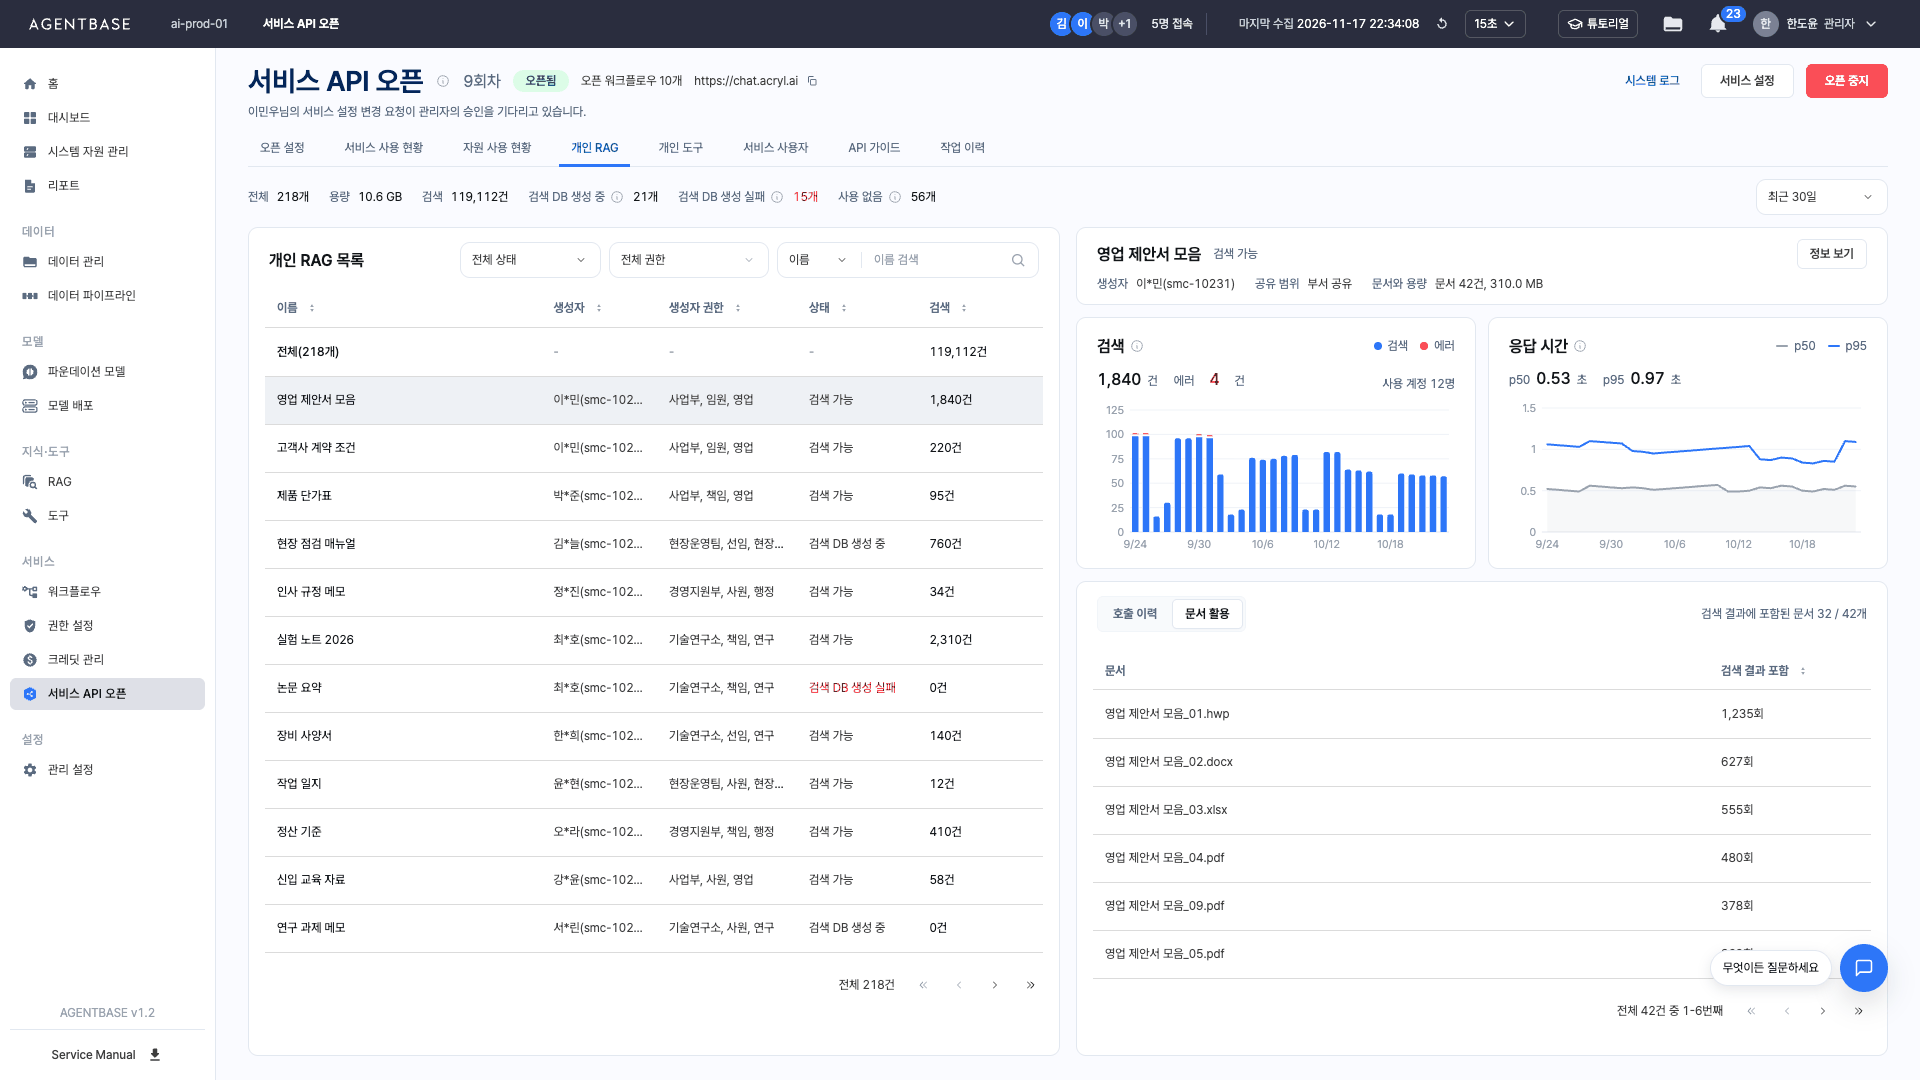 AGENTBASE
ai-prod-01
서비스 API 오픈
김 이 박 +1 5명 접속
마지막 수집 2026-11-17 22:34:08
15초
튜토리얼
23
한 한도윤 관리자
홈
대시보드
시스템 자원 관리
리포트
데이터
데이터 관리
데이터 파이프라인
모델
파운데이션 모델
모델 배포
지식·도구
RAG
도구
서비스
워크플로우
권한 설정
크레딧 관리
서비스 API 오픈
설정
관리 설정
AGENTBASE v1.2
Service Manual
서비스 API 오픈 9회차 오픈됨 오픈 워크플로우 10개 https://chat.acryl.ai
시스템 로그 서비스 설정 오픈 중지
이민우님의 서비스 설정 변경 요청이 관리자의 승인을 기다리고 있습니다.
오픈 설정 서비스 사용 현황 자원 사용 현황 개인 RAG 개인 도구 서비스 사용자 API 가이드 작업 이력
전체 218개 용량 10.6 GB 검색 119,112건 검색 DB 생성 중 21개 검색 DB 생성 실패 15개 사용 없음 56개
최근 30일
개인 RAG 목록 전체 상태 전체 권한 이름 이름 검색
이름 생성자 생성자 권한 상태 검색
전체(218개) - - - 119,112건
영업 제안서 모음 이*민(smc-102... 사업부, 임원, 영업 검색 가능 1,840건
고객사 계약 조건 이*민(smc-102... 사업부, 임원, 영업 검색 가능 220건
제품 단가표 박*준(smc-102... 사업부, 책임, 영업 검색 가능 95건
현장 점검 매뉴얼 김*늘(smc-102... 현장운영팀, 선임, 현장... 검색 DB 생성 중 760건
인사 규정 메모 정*진(smc-102... 경영지원부, 사원, 행정 검색 가능 34건
실험 노트 2026 최*호(smc-102... 기술연구소, 책임, 연구 검색 가능 2,310건
논문 요약 최*호(smc-102... 기술연구소, 책임, 연구 검색 DB 생성 실패 0건
장비 사양서 한*희(smc-102... 기술연구소, 선임, 연구 검색 가능 140건
작업 일지 윤*현(smc-102... 현장운영팀, 사원, 현장... 검색 가능 12건
정산 기준 오*라(smc-102... 경영지원부, 책임, 행정 검색 가능 410건
신입 교육 자료 강*윤(smc-102... 사업부, 사원, 영업 검색 가능 58건
연구 과제 메모 서*린(smc-102... 기술연구소, 사원, 연구 검색 DB 생성 중 0건
전체 218건
영업 제안서 모음 검색 가능 정보 보기
생성자 이*민(smc-10231) 공유 범위 부서 공유 문서와 용량 문서 42건, 310.0 MB
검색 검색 에러
1,840 건 에러 4 건 사용 계정 12명
125
100
75
50
25
0
9/24 9/30 10/6 10/12 10/18
응답 시간 p50 p95
p50 0.53 초 p95 0.97 초
1.5
1
0.5
0
9/24 9/30 10/6 10/12 10/18
호출 이력 문서 활용 검색 결과에 포함된 문서 32 / 42개
문서 검색 결과 포함
영업 제안서 모음_01.hwp 1,235회
영업 제안서 모음_02.docx 627회
영업 제안서 모음_03.xlsx 555회
영업 제안서 모음_04.pdf 480회
영업 제안서 모음_09.pdf 378회
영업 제안서 모음_05.pdf
무엇이든 질문하세요
전체 42건 중 1-6번째